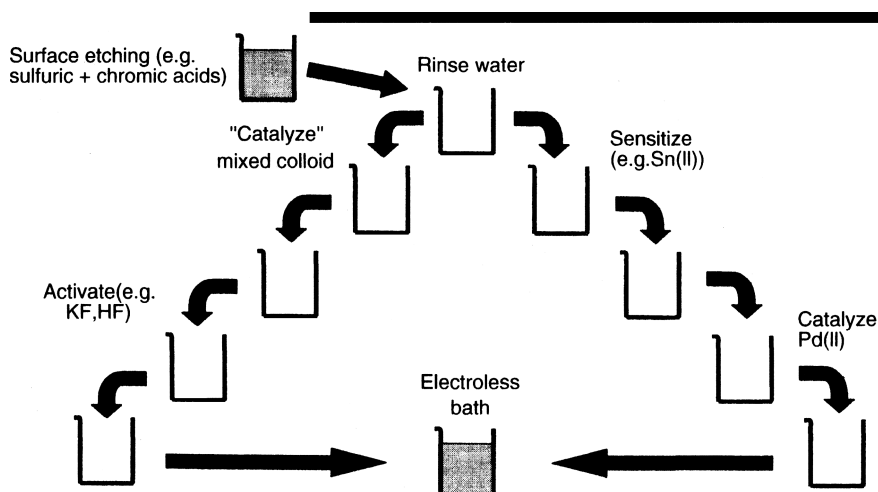 Surface etching (e.g.
sulfuric + chromic acids)
Rinse water
"Catalyze"
mixed colloid
Sensitize
(e.g.Sn(II))
Activate(e.g.
KF,HF)
Catalyze
Pd(II)
Electroless
bath